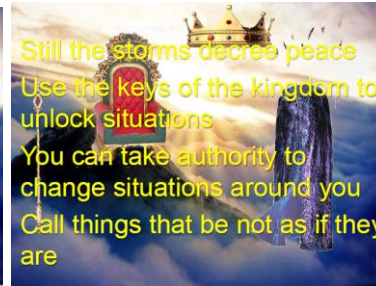 Still the storms decree peace
Use the keys of the kingdom to
unlock situations
You can take authority to
change situations around you
Call things that be not as if they
are